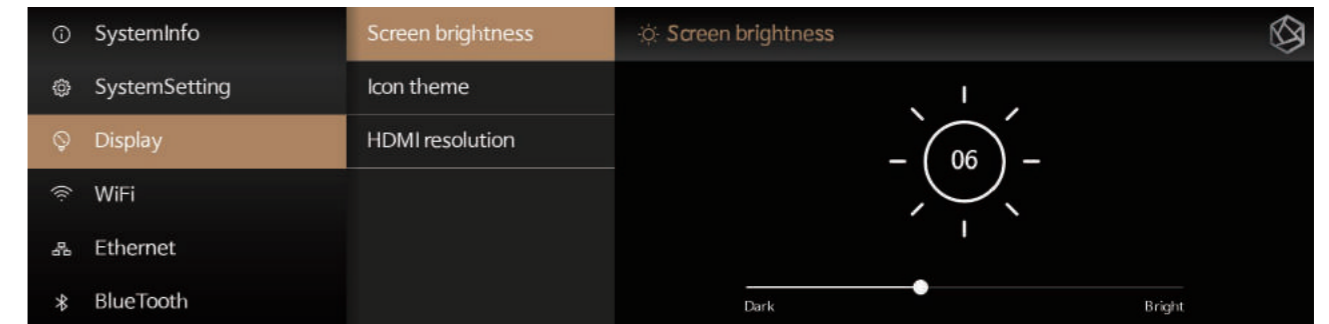 SystemInfo
SystemSetting
Display
WiFi
Ethernet
BlueTooth
Screen brightness
Icon theme
HDMI resolution
Screen brightness
06
Dark
Bright